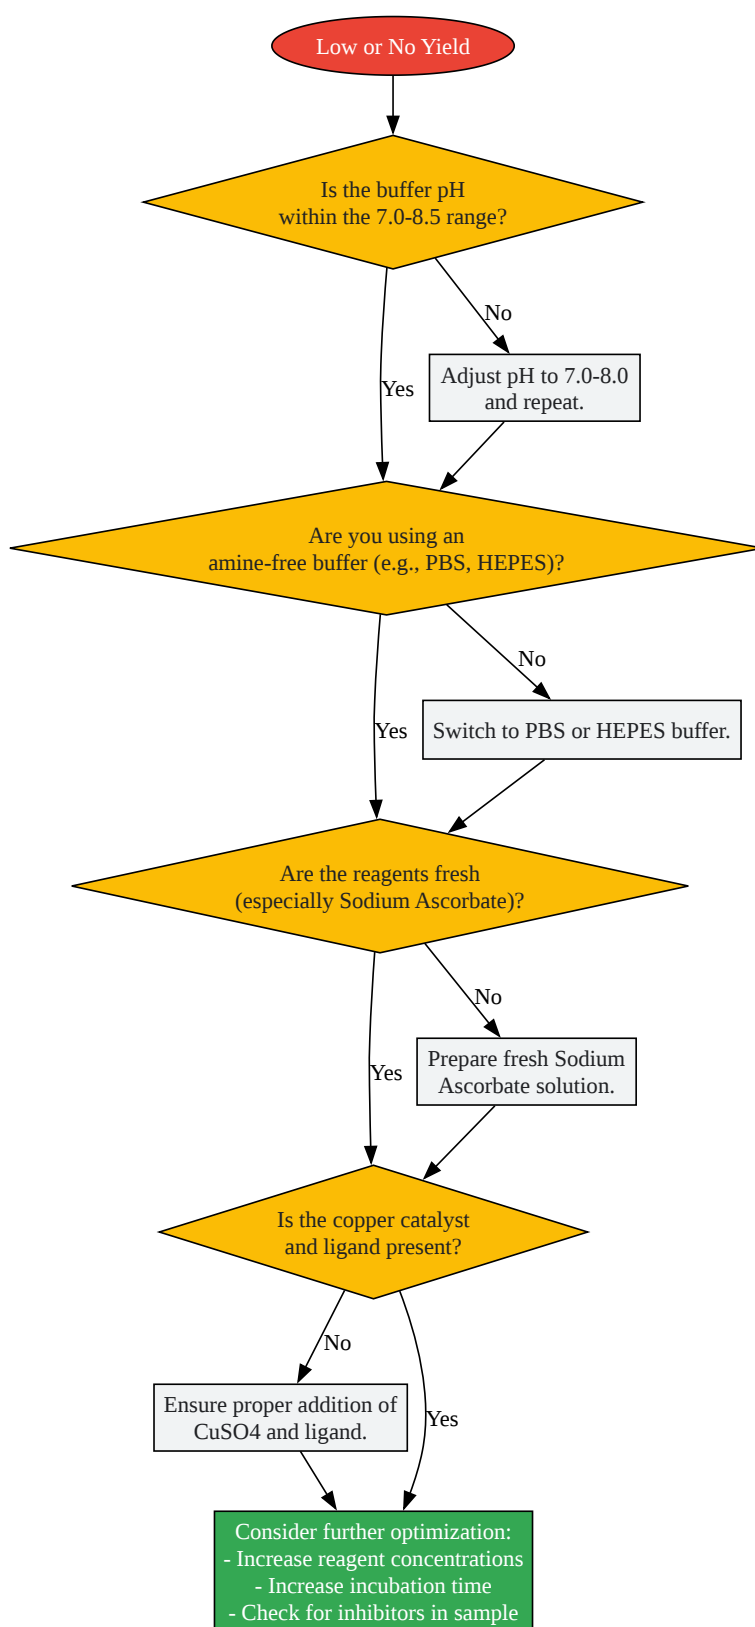 Low or No Yield
Is the buffer pH
within the 7.0-8.5 range?
No
Adjust pH to 7.0-8.0
and repeat.
Yes
Are you using an
amine-free buffer (e.g., PBS, HEPES)?
No
Switch to PBS or HEPES buffer.
Yes
Are the reagents fresh
(especially Sodium Ascorbate)?
No
Prepare fresh Sodium
Ascorbate solution.
Yes
Is the copper catalyst
and ligand present?
No
Ensure proper addition of
CuSO4 and ligand.
Yes
Consider further optimization:
- Increase reagent concentrations
- Increase incubation time
- Check for inhibitors in sample